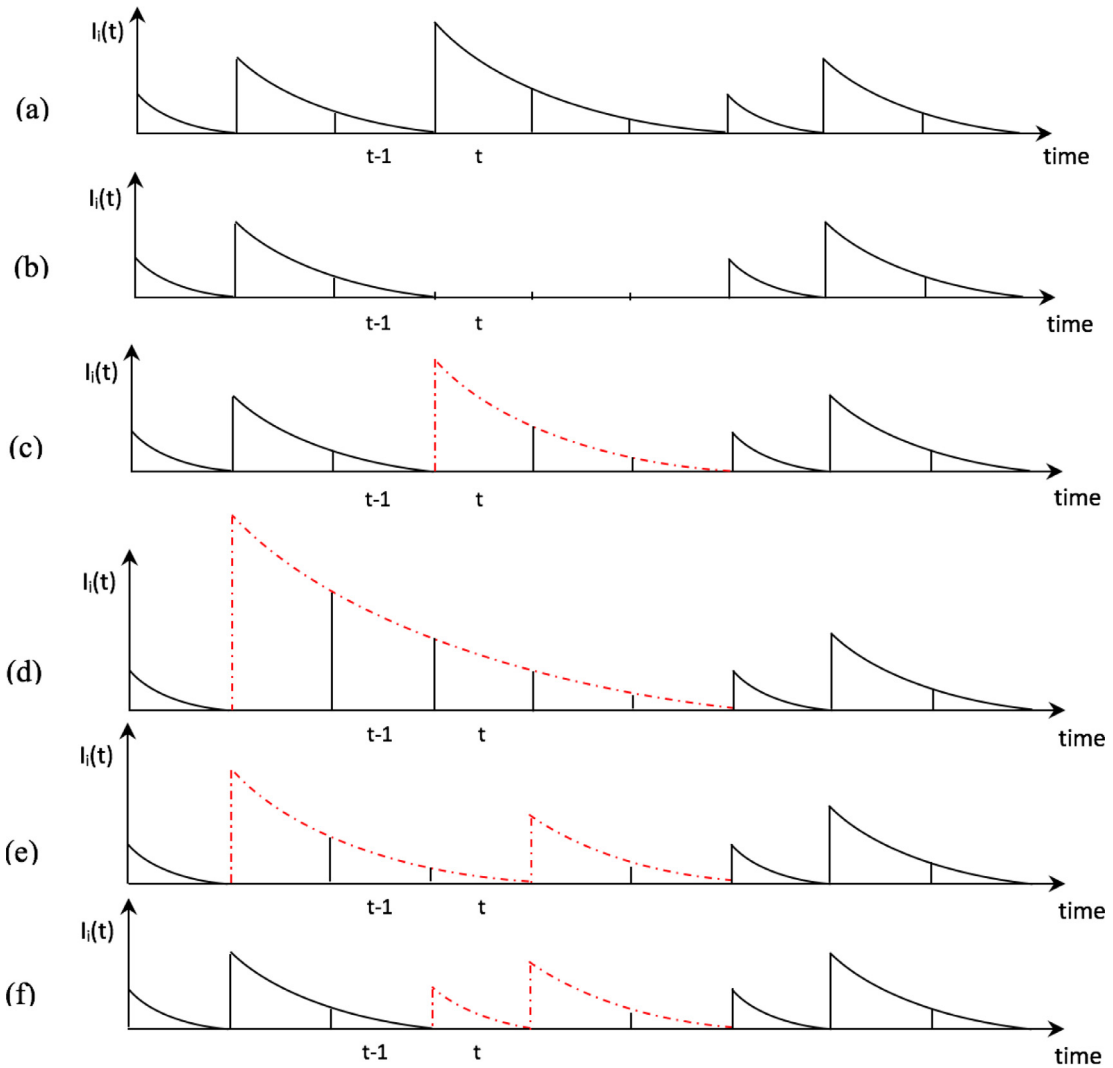 Iᵢ(t)
(a)
t-1 t
time
Iᵢ(t)
(b)
t-1 t
time
Iᵢ(t)
(c)
t-1 t
time
Iᵢ(t)
(d)
t-1 t
time
Iᵢ(t)
(e)
t-1 t
time
Iᵢ(t)
(f)
t-1 t
time